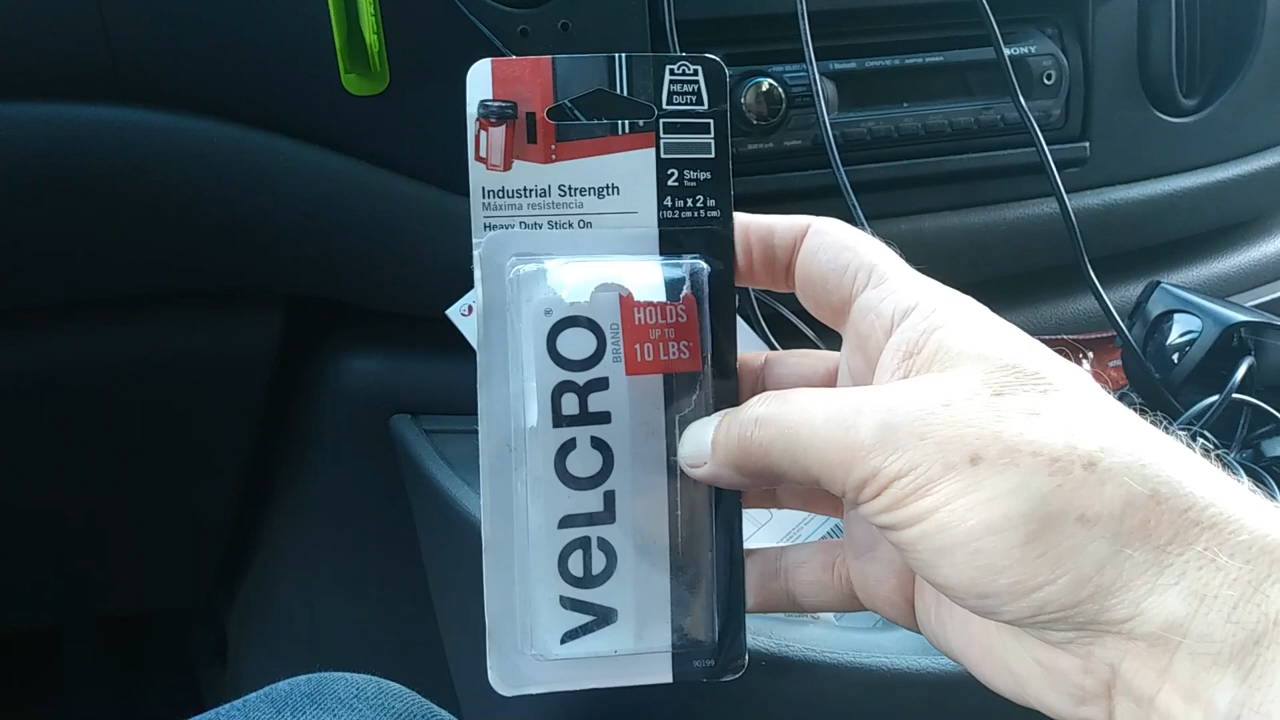 HEAVY
DUTY
2 Strips
Tiras
4 in x 2 in
(10.2 cm x 5 cm)
Industrial Strength
Máxima resistencia
Heavy Duty Stick On
VELCRO®
BRAND
HOLDS
UP TO
10 LBS*
90199
SONY
Bluetooth